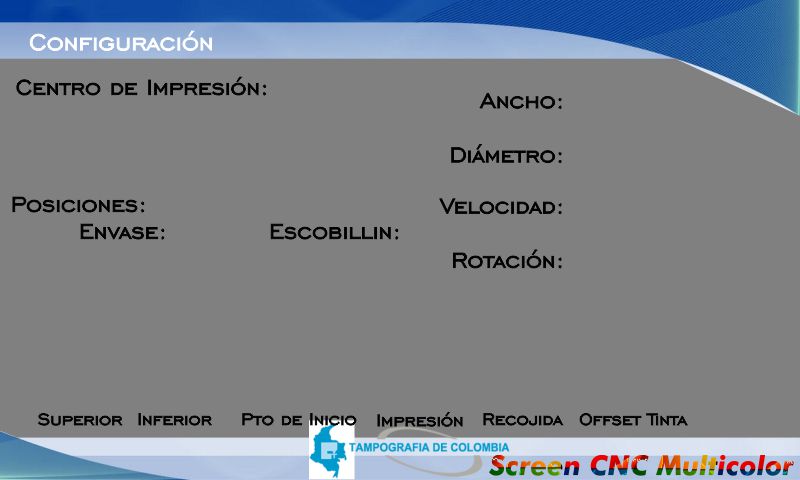 Configuración
Centro de Impresión:
Ancho:
Diámetro:
Posiciones:
Velocidad:
Envase: Escobillin:
Rotación:
Superior Inferior Pto de Inicio Impresión Recojida Offset Tinta
TAMPOGRAFIA DE COLOMBIA
Screen CNC Multicolor